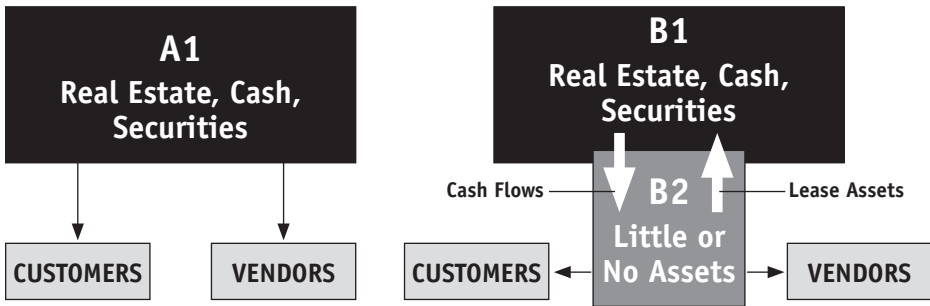 A1
Real Estate, Cash,
Securities
CUSTOMERS
VENDORS
B1
Real Estate, Cash,
Securities
Cash Flows
B2
Lease Assets
Little or
No Assets
CUSTOMERS
VENDORS